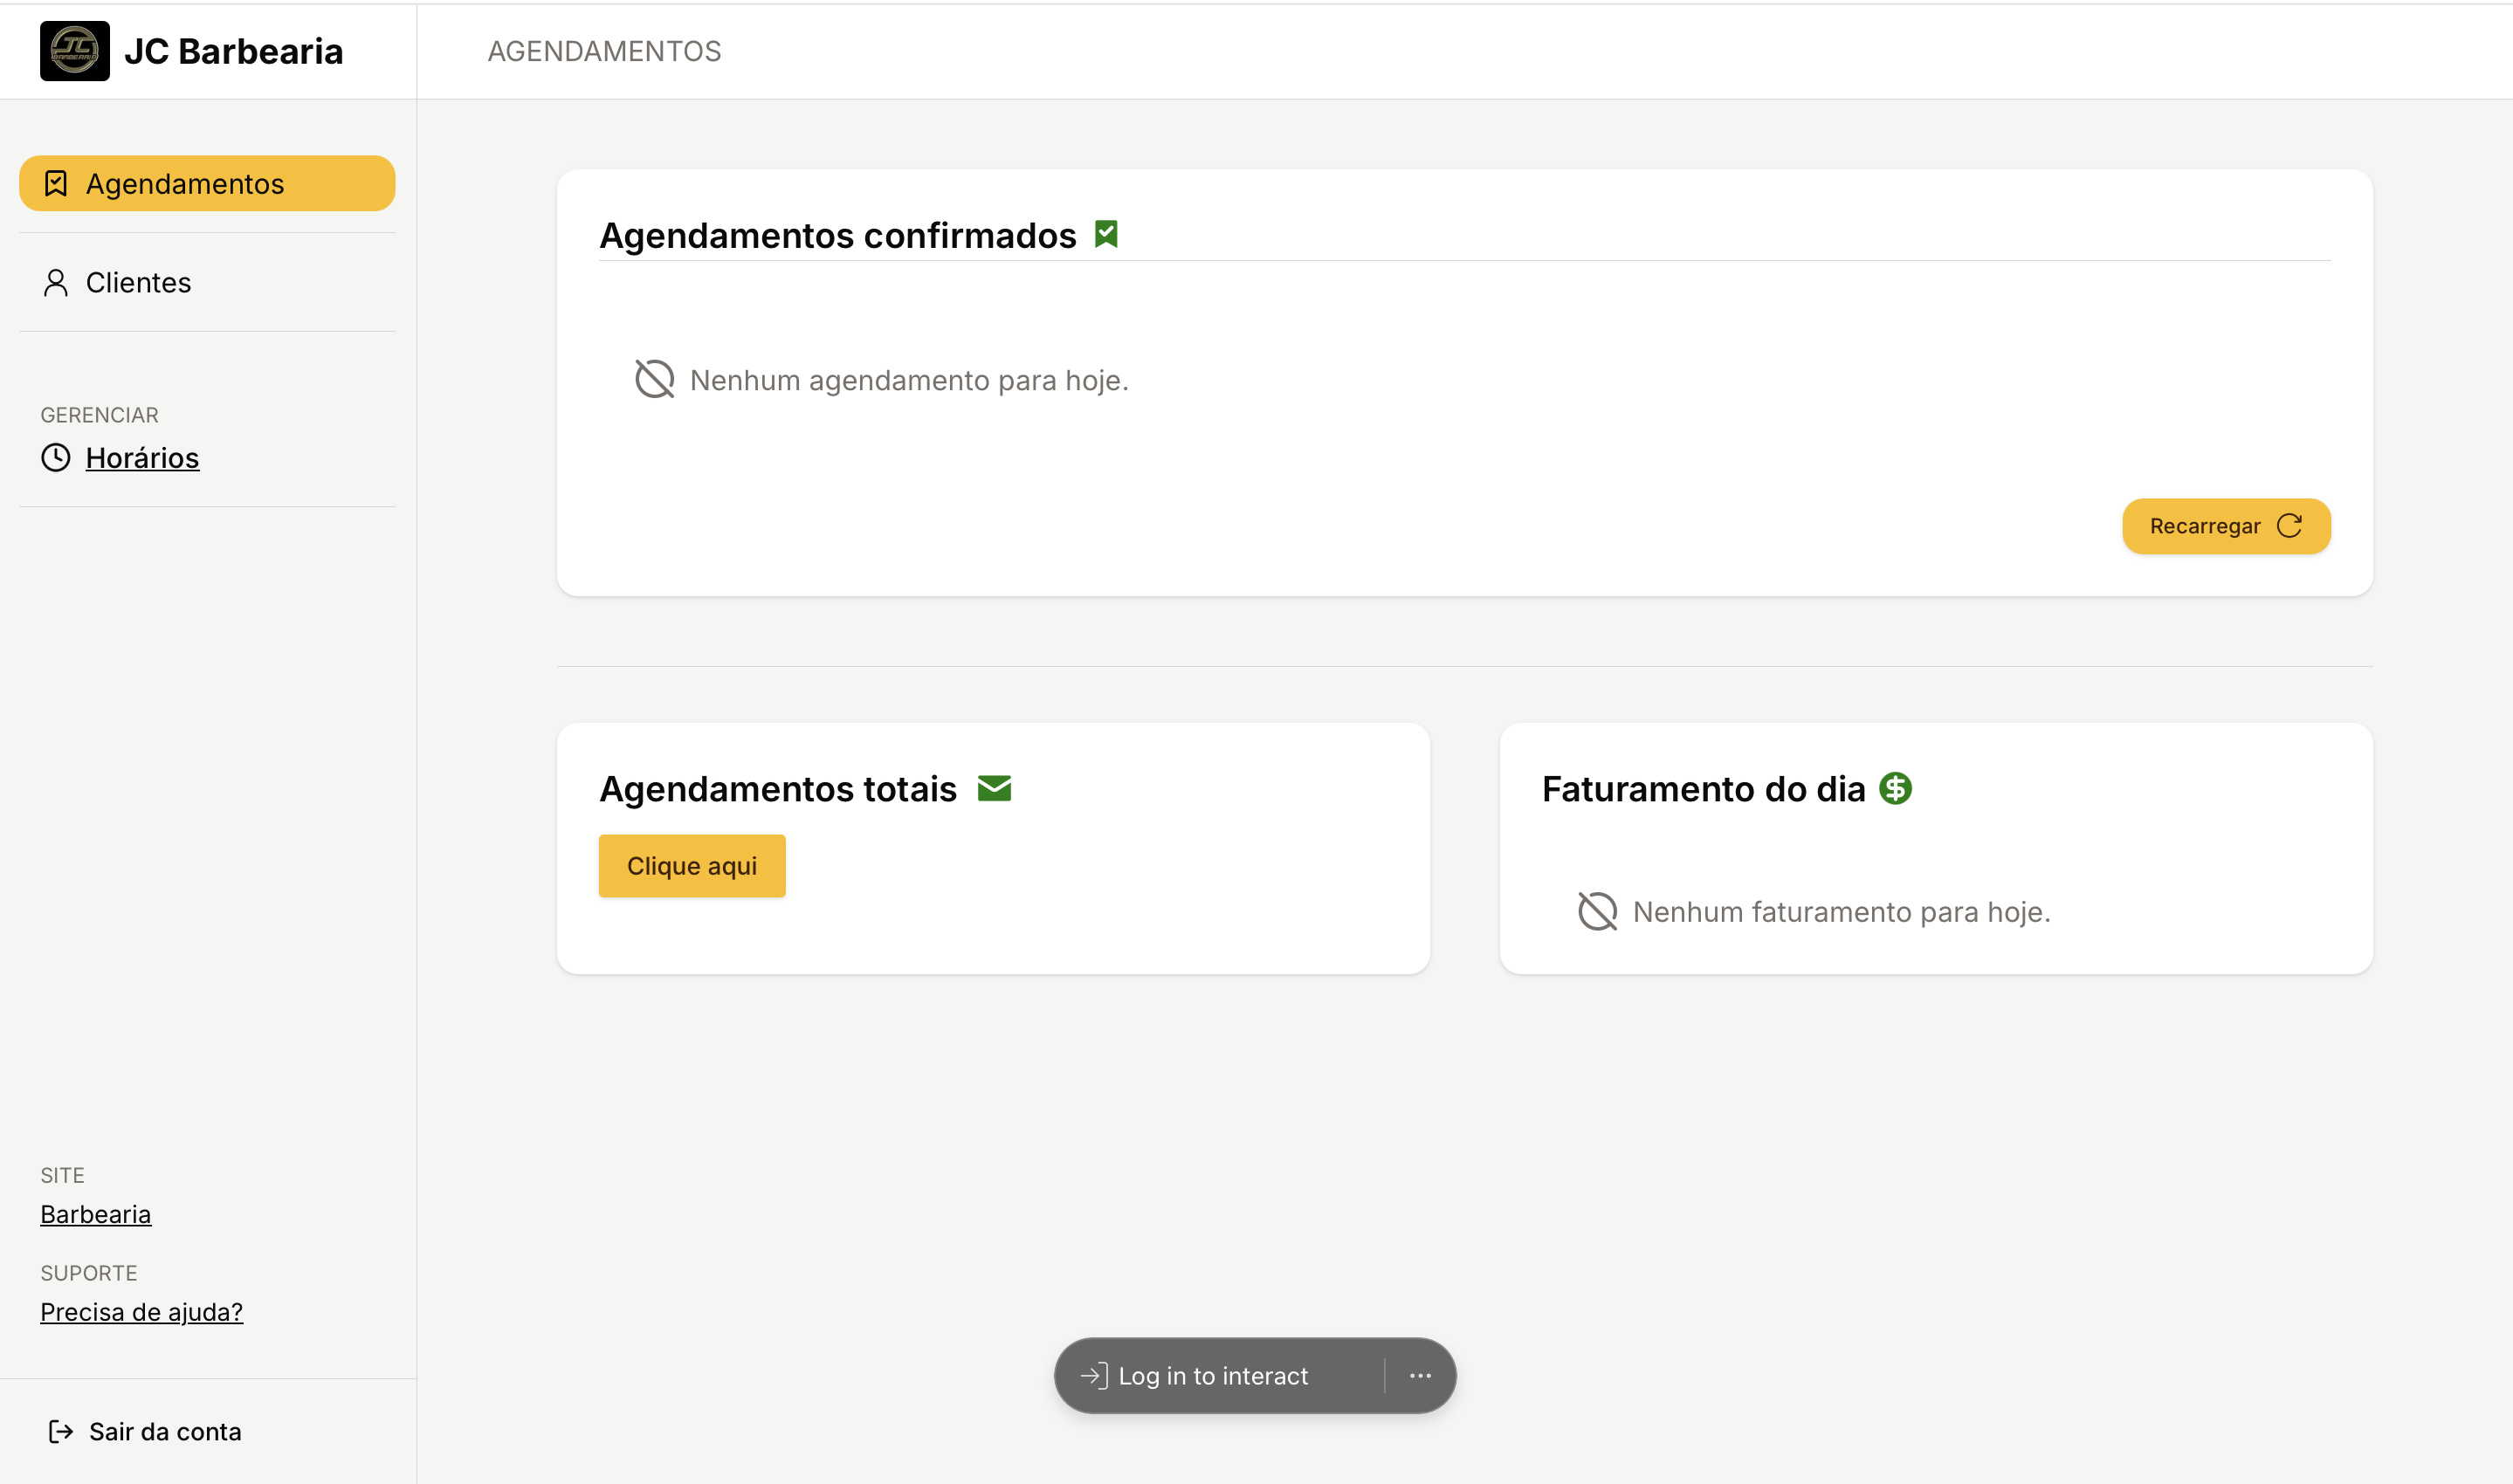 JC BARBEARIA
JC Barbearia
AGENDAMENTOS
Agendamentos
Clientes
GERENCIAR
Horários
SITE
Barbearia
SUPORTE
Precisa de ajuda?
Sair da conta
Agendamentos confirmados
Nenhum agendamento para hoje.
Recarregar
Agendamentos totais
Clique aqui
Faturamento do dia
Nenhum faturamento para hoje.
Log in to interact